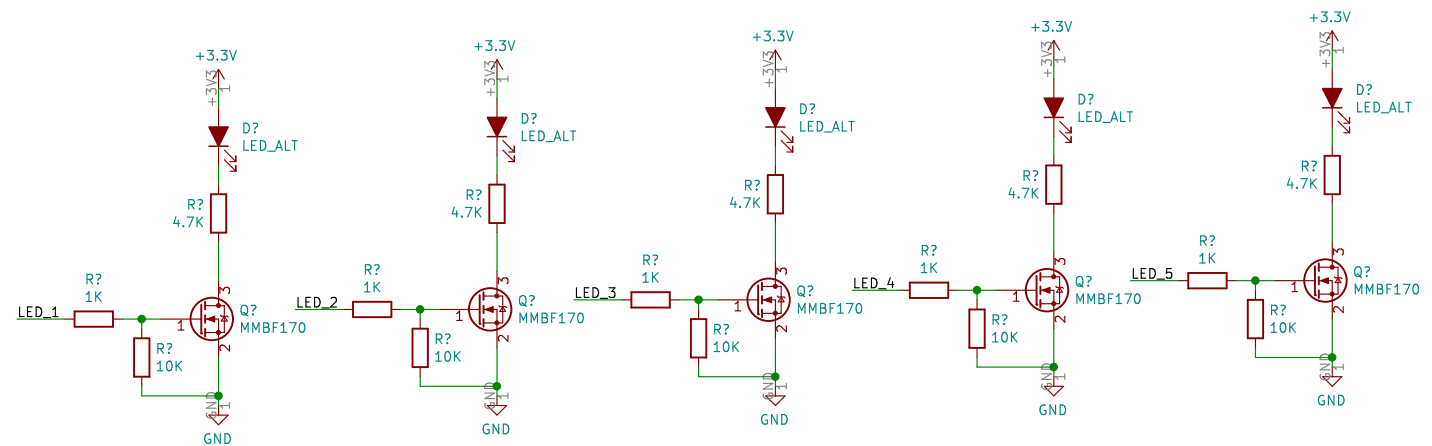 +3.3V
+3V3
1
D?
LED_ALT
R?
4.7K
R?
1K
LED_1
1
3
Q?
MMBF170
2
R?
10K
GND
1
GND
+3.3V
+3V3
1
D?
LED_ALT
R?
4.7K
R?
1K
LED_2
1
3
Q?
MMBF170
2
R?
10K
GND
1
GND
+3.3V
+3V3
1
D?
LED_ALT
R?
4.7K
R?
1K
LED_3
1
3
Q?
MMBF170
2
R?
10K
GND
1
GND
+3.3V
+3V3
1
D?
LED_ALT
R?
4.7K
R?
1K
LED_4
1
3
Q?
MMBF170
2
R?
10K
GND
1
GND
+3.3V
+3V3
1
D?
LED_ALT
R?
4.7K
R?
1K
LED_5
1
3
Q?
MMBF170
2
R?
10K
GND
1
GND